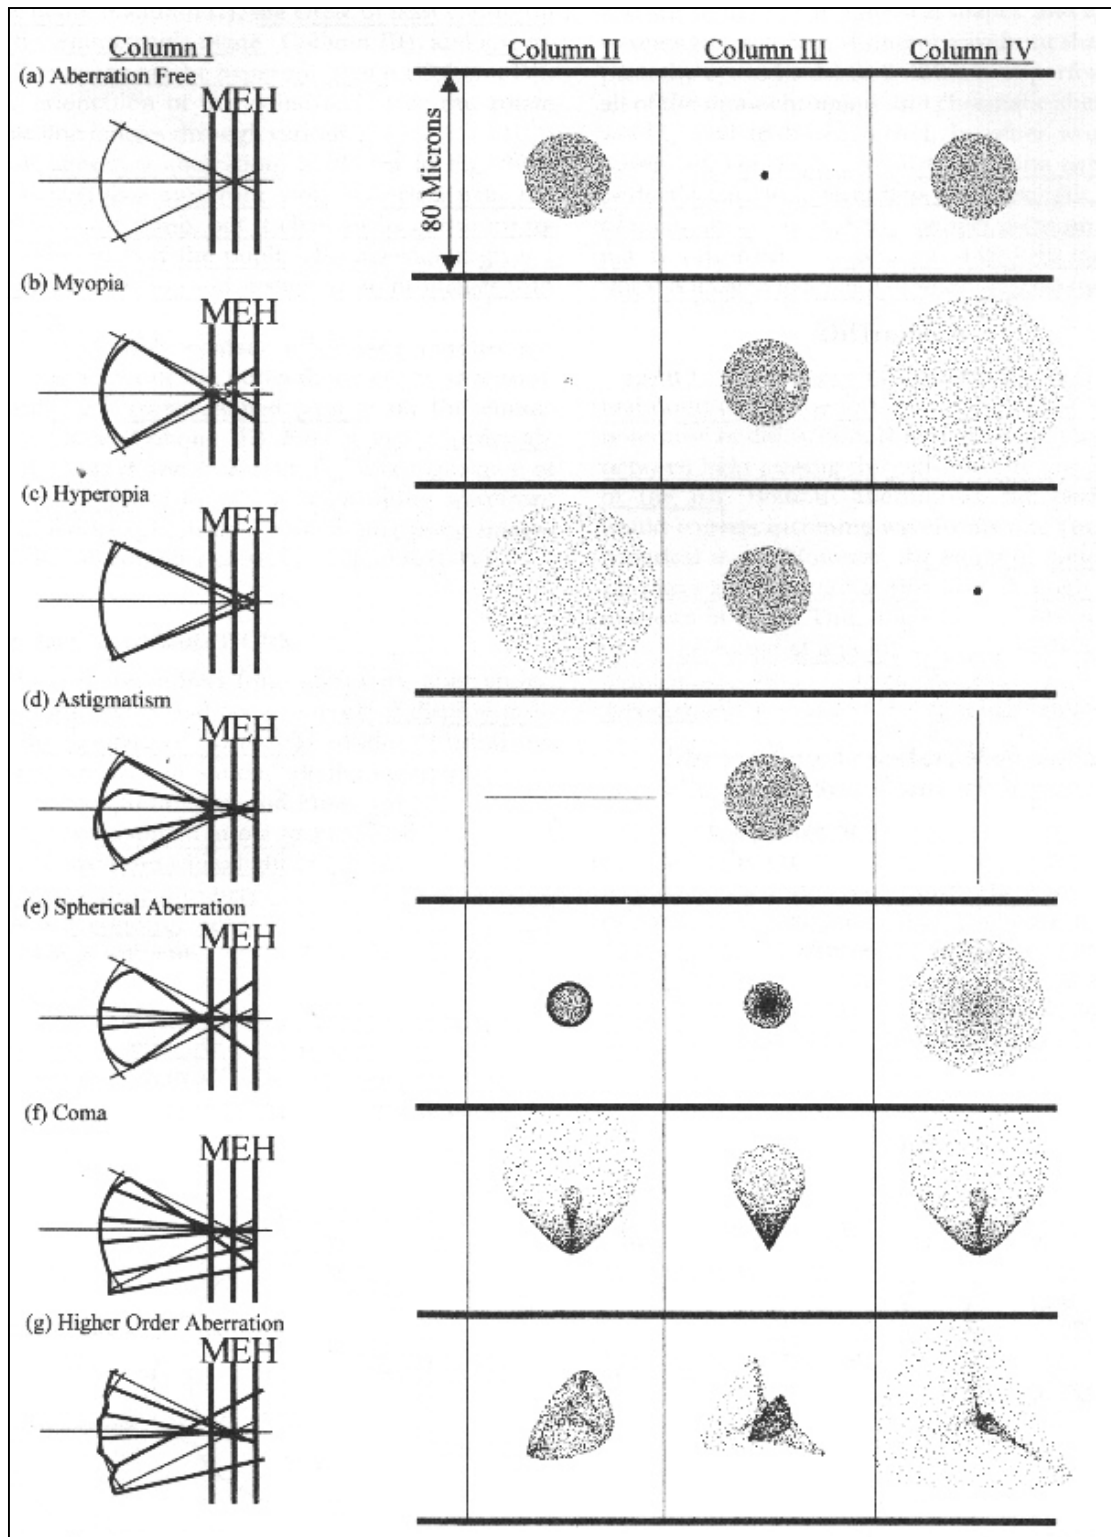 Column I Column II Column III Column IV
(a) Aberration Free
MEH
80 Microns
(b) Myopia
MEH
(c) Hyperopia
MEH
(d) Astigmatism
MEH
(e) Spherical Aberration
MEH
(f) Coma
MEH
(g) Higher Order Aberration
MEH